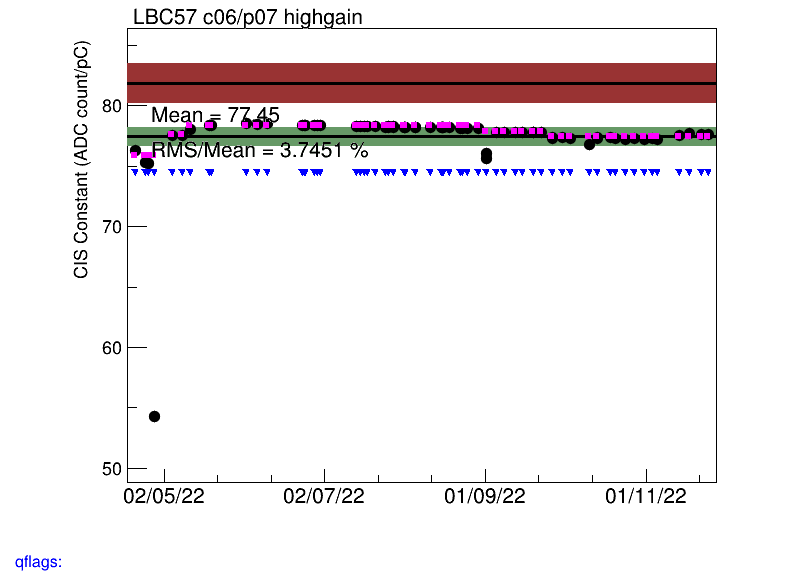 LBC57 c06/p07 highgain
CIS Constant (ADC count/pC)
80
70
60
50
Mean = 77.45
RMS/Mean = 3.7451 %
02/05/22 02/07/22 01/09/22 01/11/22
qflags: